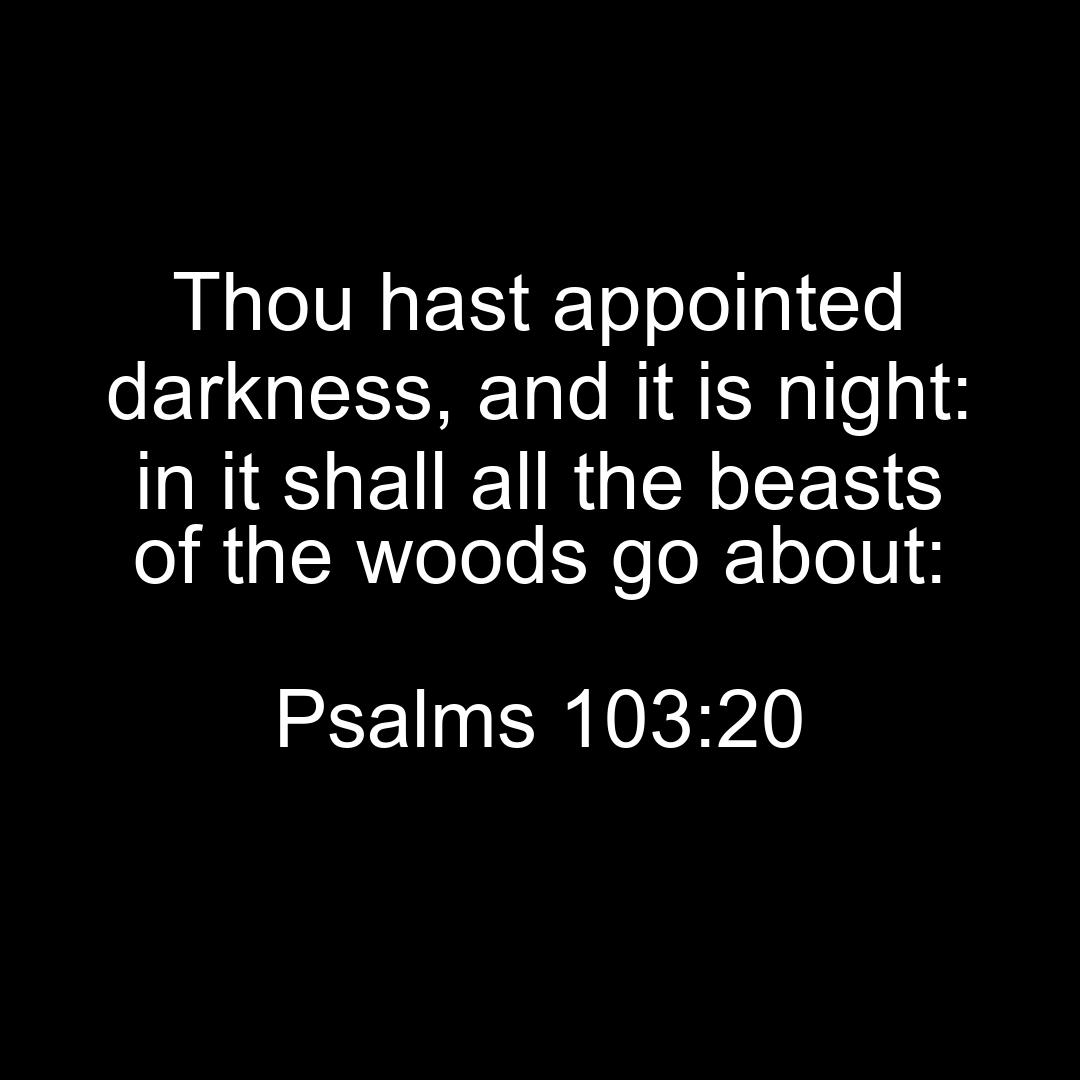 Thou hast appointed
darkness, and it is night:
in it shall all the beasts
of the woods go about:
Psalms 103:20